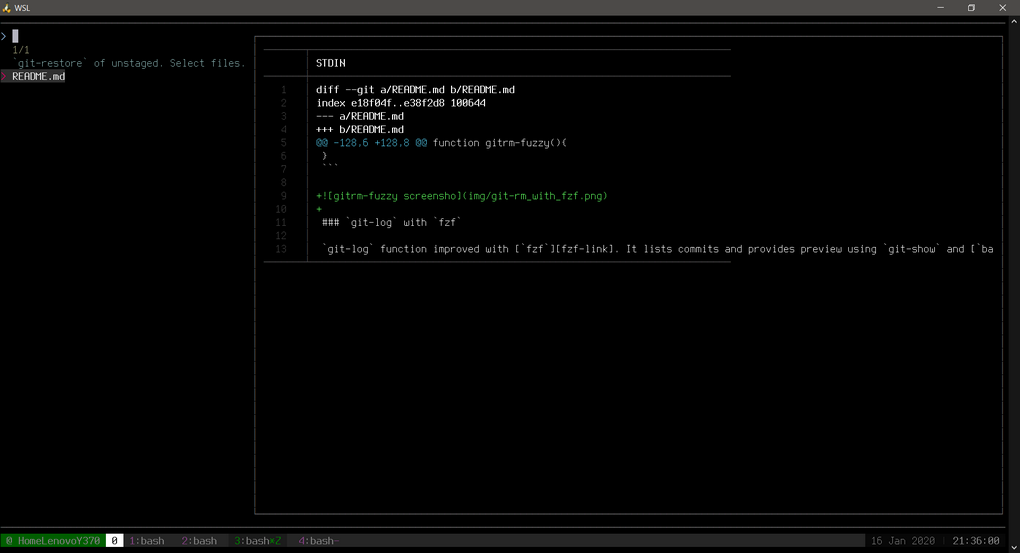 WSL
>
1/1
`git-restore` of unstaged. Select files.
> README.md
STDIN
1 diff --git a/README.md b/README.md
2 index e18f04f..e38f2d8 100644
3 --- a/README.md
4 +++ b/README.md
5 @@ -128,6 +128,8 @@ function gitrm-fuzzy()(
6 )
7 ```
8
9 +![gitrm-fuzzy screensho](img/git-rm_with_fzf.png)
10 +
11 ### `git-log` with `fzf`
12
13 `git-log` function improved with [`fzf`][fzf-link]. It lists commits and provides preview using `git-show` and [`ba
@ HomeLenovoY370 0 1:bash 2:bash 3:bash*Z 4:bash- 16 Jan 2020 21:36:00